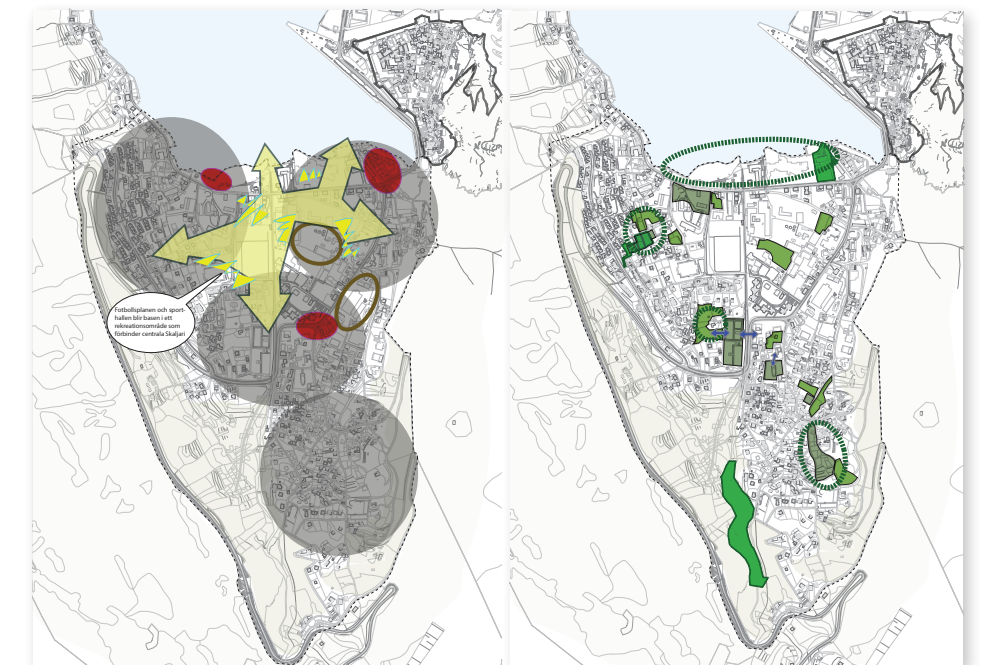 Fotbollsplanen och sport-
hallen blir basen i ett
rekreationsområde som
förbinder centrala Skaljari